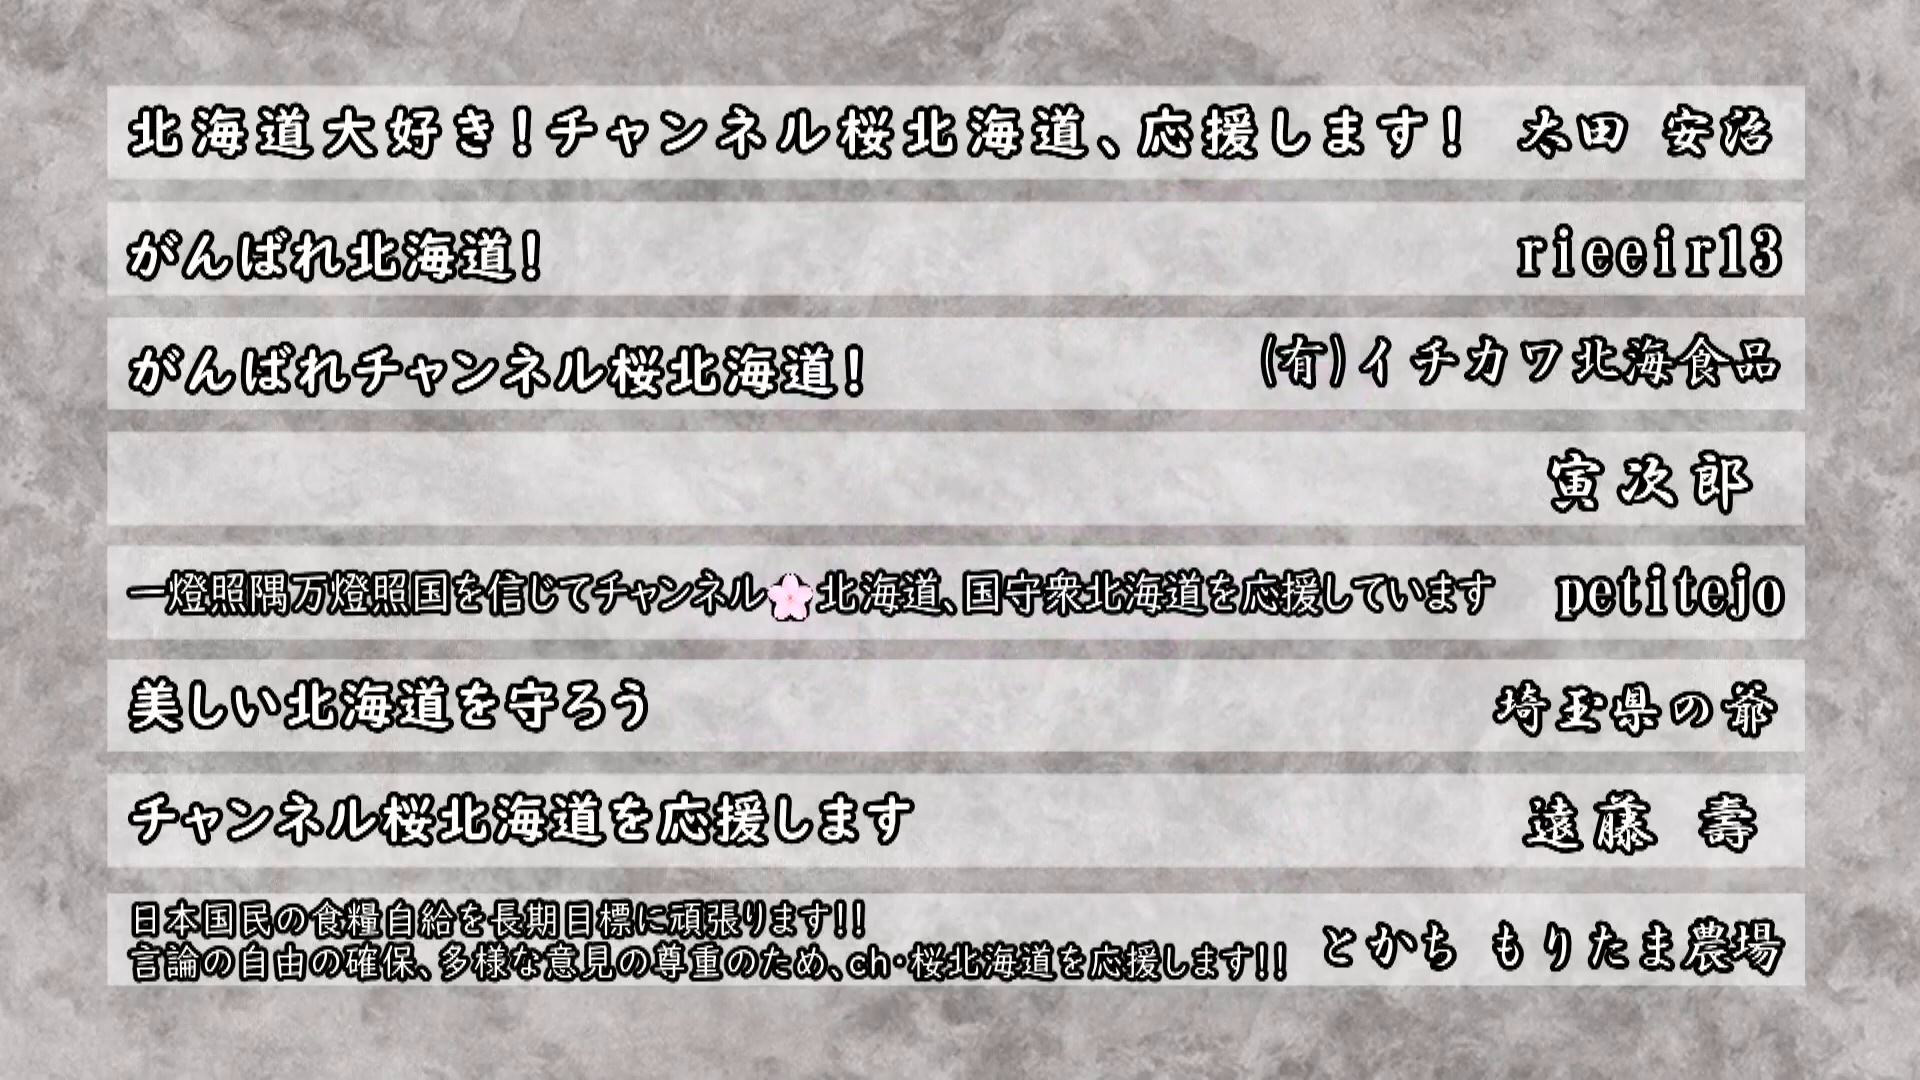 北海道大好き!チャンネル桜北海道、応援します! 太田 安治
がんばれ北海道! rieeir13
がんばれチャンネル桜北海道! (有)イチカワ北海食品
寅次郎
一燈照隅万燈照国を信じてチャンネル🌸北海道、国守衆北海道を応援しています petitejo
美しい北海道を守ろう 埼玉県の爺
チャンネル桜北海道を応援します 遠藤 壽
日本国民の食糧自給を長期目標に頑張ります!!
言論の自由の確保、多様な意見の尊重のため、ch・桜北海道を応援します!! とかち もりたま農場